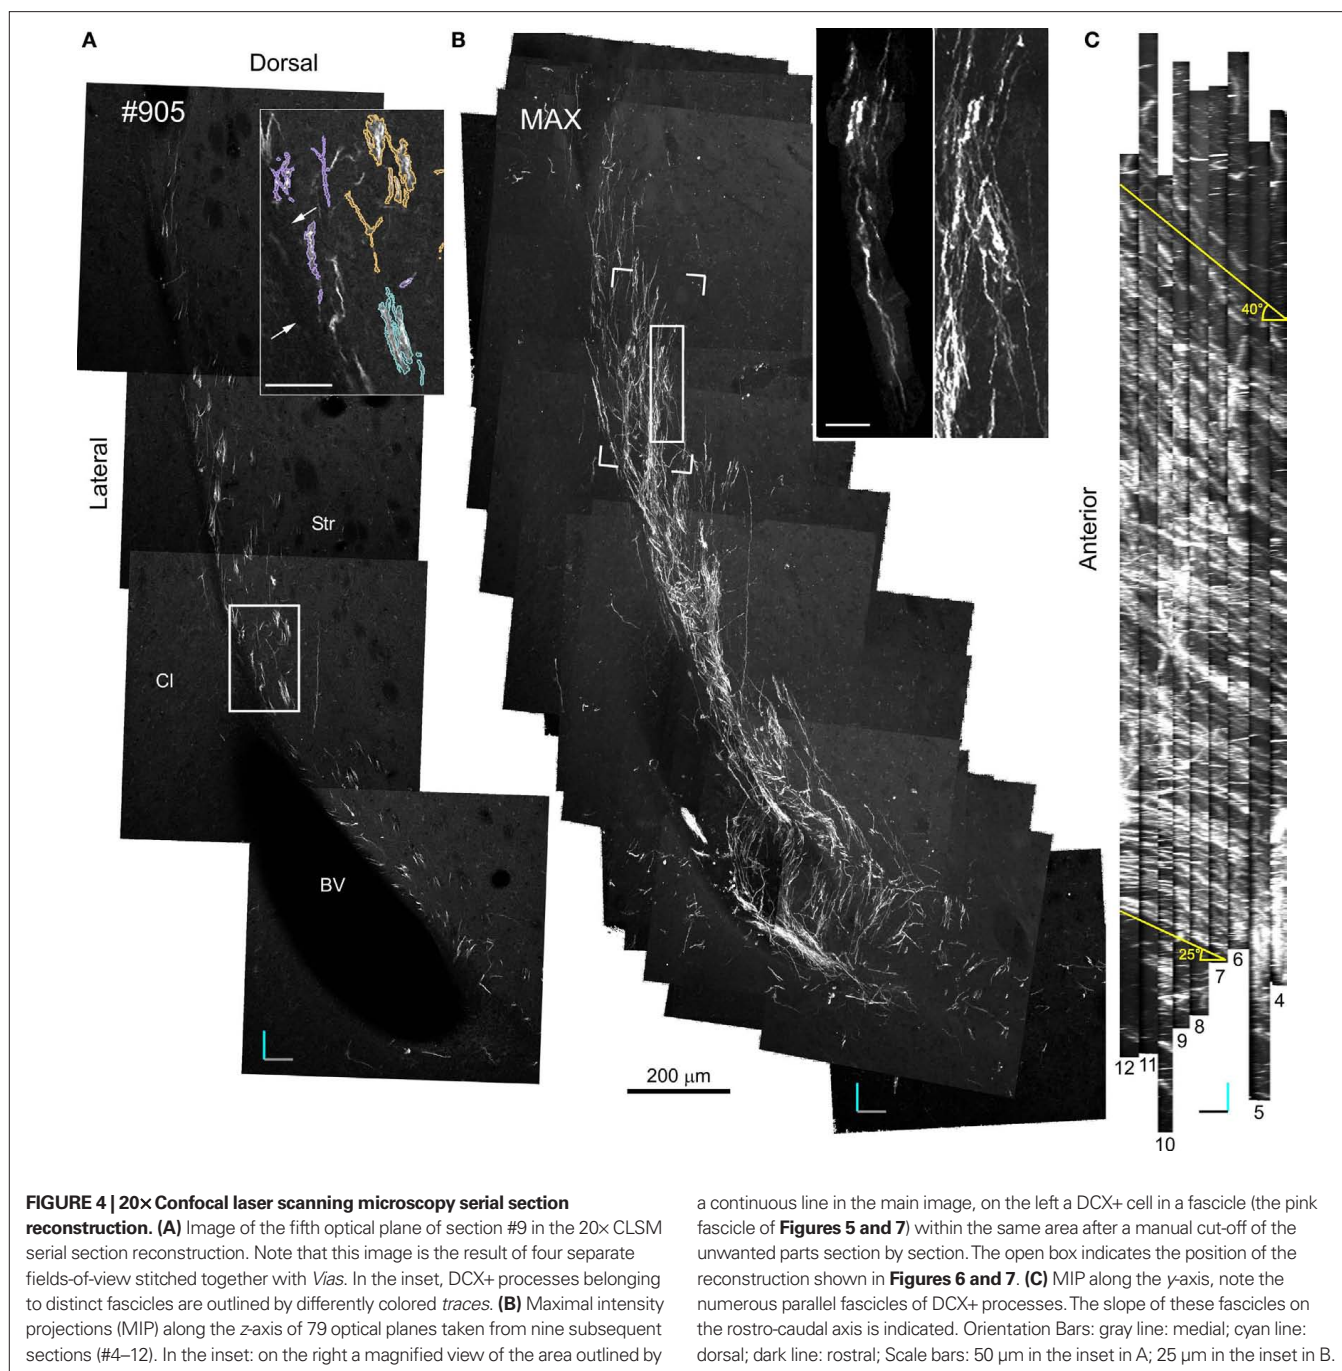 A
B
C
Dorsal
#905
MAX
40°
Lateral
Anterior
Str
Cl
BV
25°
6
7
4
8
9
12
11
5
10
200 µm
FIGURE 4 | 20× Confocal laser scanning microscopy serial section
reconstruction. (A) Image of the fifth optical plane of section #9 in the 20× CLSM
serial section reconstruction. Note that this image is the result of four separate
fields-of-view stitched together with Vias. In the inset, DCX+ processes belonging
to distinct fascicles are outlined by differently colored traces. (B) Maximal intensity
projections (MIP) along the z-axis of 79 optical planes taken from nine subsequent
sections (#4–12). In the inset: on the right a magnified view of the area outlined by
a continuous line in the main image, on the left a DCX+ cell in a fascicle (the pink
fascicle of Figures 5 and 7) within the same area after a manual cut-off of the
unwanted parts section by section. The open box indicates the position of the
reconstruction shown in Figures 6 and 7. (C) MIP along the y-axis, note the
numerous parallel fascicles of DCX+ processes. The slope of these fascicles on
the rostro-caudal axis is indicated. Orientation Bars: gray line: medial; cyan line:
dorsal; dark line: rostral; Scale bars: 50 µm in the inset in A; 25 µm in the inset in B.